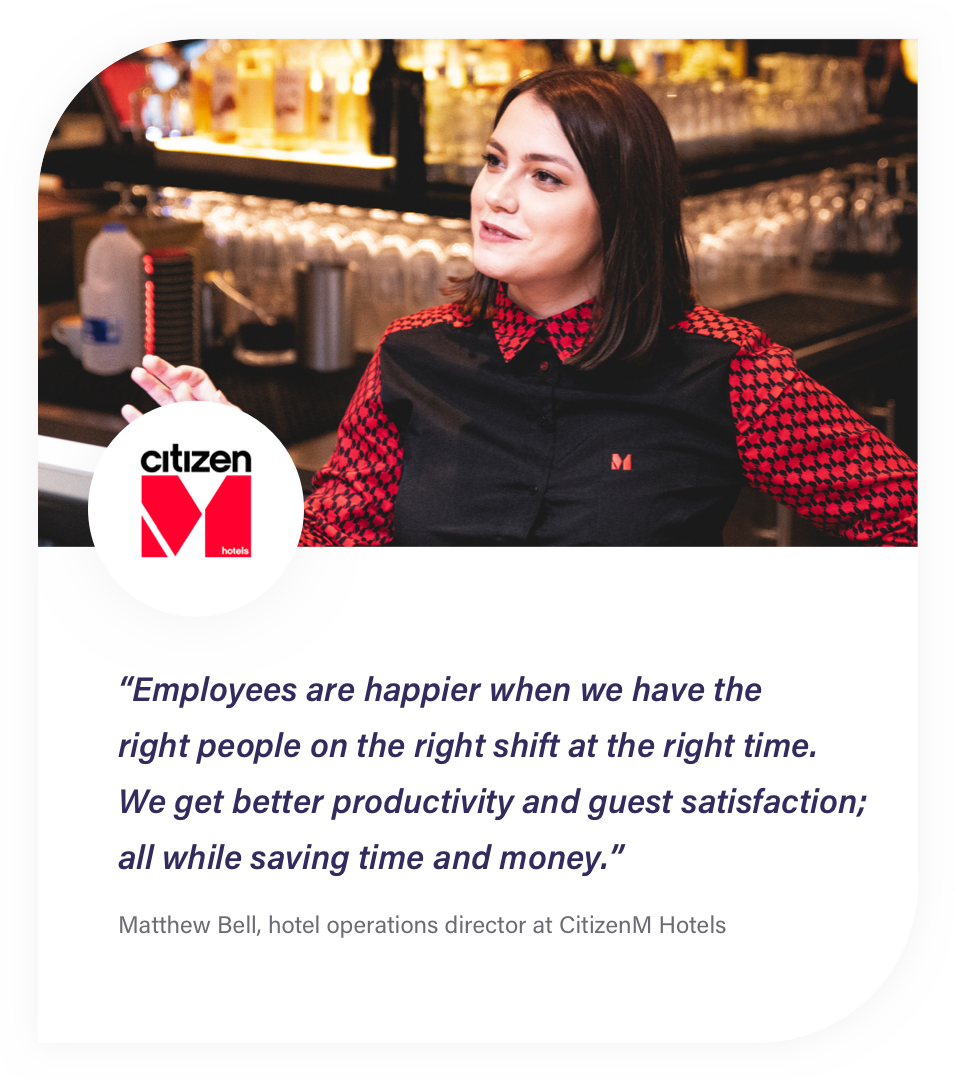 citizen
M
hotels
M
“Employees are happier when we have the
right people on the right shift at the right time.
We get better productivity and guest satisfaction;
all while saving time and money.”
Matthew Bell, hotel operations director at CitizenM Hotels